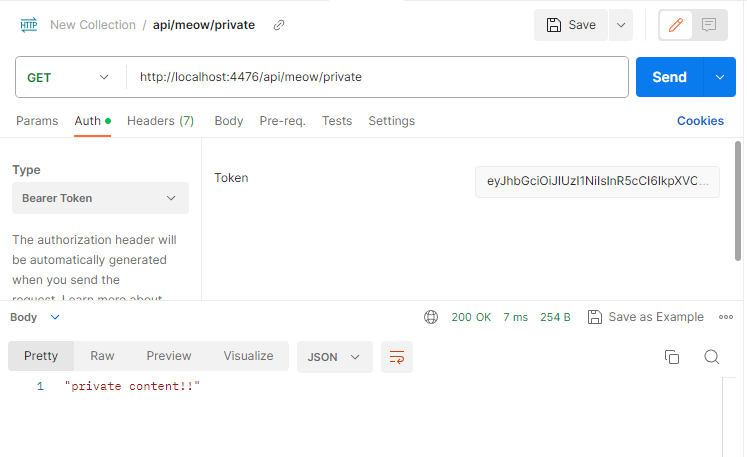 HTTP New Collection / api/meow/private Save
GET http://localhost:4476/api/meow/private Send
Params Auth Headers (7) Body Pre-req. Tests Settings Cookies
Type
Token eyJhbGciOiJIUzI1NiIsInR5cCI6IkpXVC...
Bearer Token
The authorization header will
be automatically generated
when you send the
request. Learn more about
Body 200 OK 7 ms 254 B Save as Example
Pretty Raw Preview Visualize JSON
1 "private content!!"